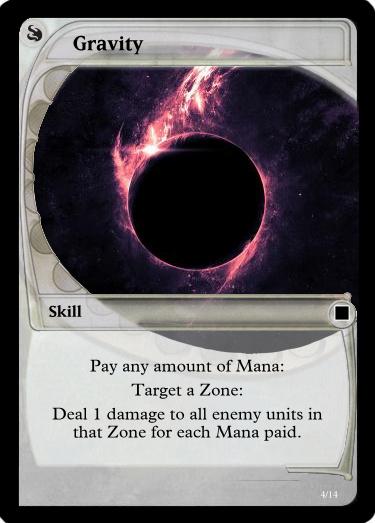 Gravity
Skill
Pay any amount of Mana:
Target a Zone:
Deal 1 damage to all enemy units in
that Zone for each Mana paid.
4/14